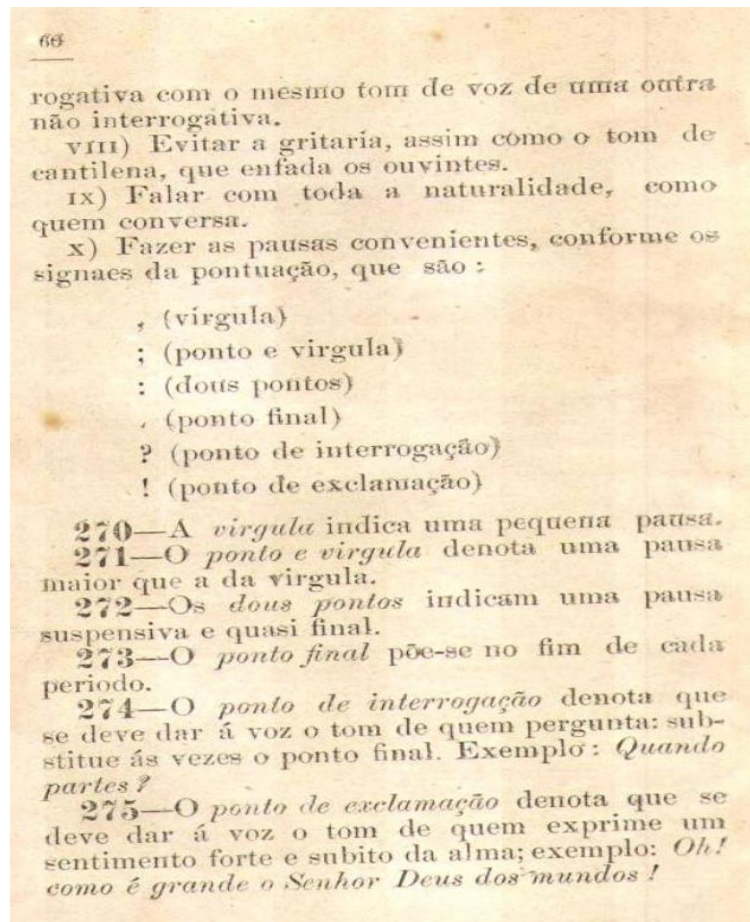 66
rogativa com o mesmo tom de voz de uma outra
não interrogativa.
VIII) Evitar a gritaria, assim como o tom de
cantilena, que enfada os ouvintes.
IX) Falar com toda a naturalidade, como
quem conversa.
X) Fazer as pausas convenientes, conforme os
signaes da pontuação, que são :
, (virgula)
; (ponto e virgula)
: (dous pontos)
. (ponto final)
? (ponto de interrogação)
! (ponto de exclamação)
270—A virgula indica uma pequena pausa.
271—O ponto e virgula denota uma pausa
maior que a da virgula.
272—Os dous pontos indicam uma pausa
suspensiva e quasi final.
273—O ponto final põe-se no fim de cada
periodo.
274—O ponto de interrogação denota que
se deve dar á voz o tom de quem pergunta: sub-
stitue ás vezes o ponto final. Exemplo : Quando
partes ?
275—O ponto de exclamação denota que se
deve dar á voz o tom de quem exprime um
sentimento forte e subito da alma; exemplo: Oh!
como é grande o Senhor Deus dos mundos !